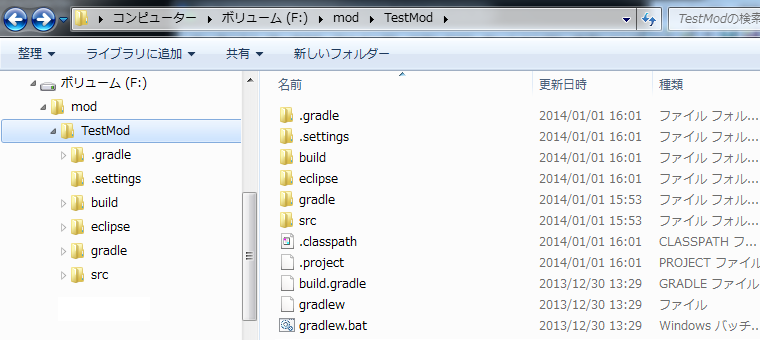 コンピューター ▸ ボリューム (F:) ▸ mod ▸ TestMod
TestModの検索
整理 ライブラリに追加 共有 新しいフォルダー
ボリューム (F:)
mod
TestMod
.gradle
.settings
build
eclipse
gradle
src
名前 更新日時 種類
.gradle 2014/01/01 16:01 ファイル フォル...
.settings 2014/01/01 16:01 ファイル フォル...
build 2014/01/01 16:01 ファイル フォル...
eclipse 2014/01/01 16:01 ファイル フォル...
gradle 2014/01/01 15:53 ファイル フォル...
src 2014/01/01 15:53 ファイル フォル...
.classpath 2014/01/01 16:01 CLASSPATH フ...
.project 2014/01/01 16:01 PROJECT ファイ...
build.gradle 2013/12/30 13:29 GRADLE ファイ...
gradlew 2013/12/30 13:29 ファイル
gradlew.bat 2013/12/30 13:29 Windows バッチ...